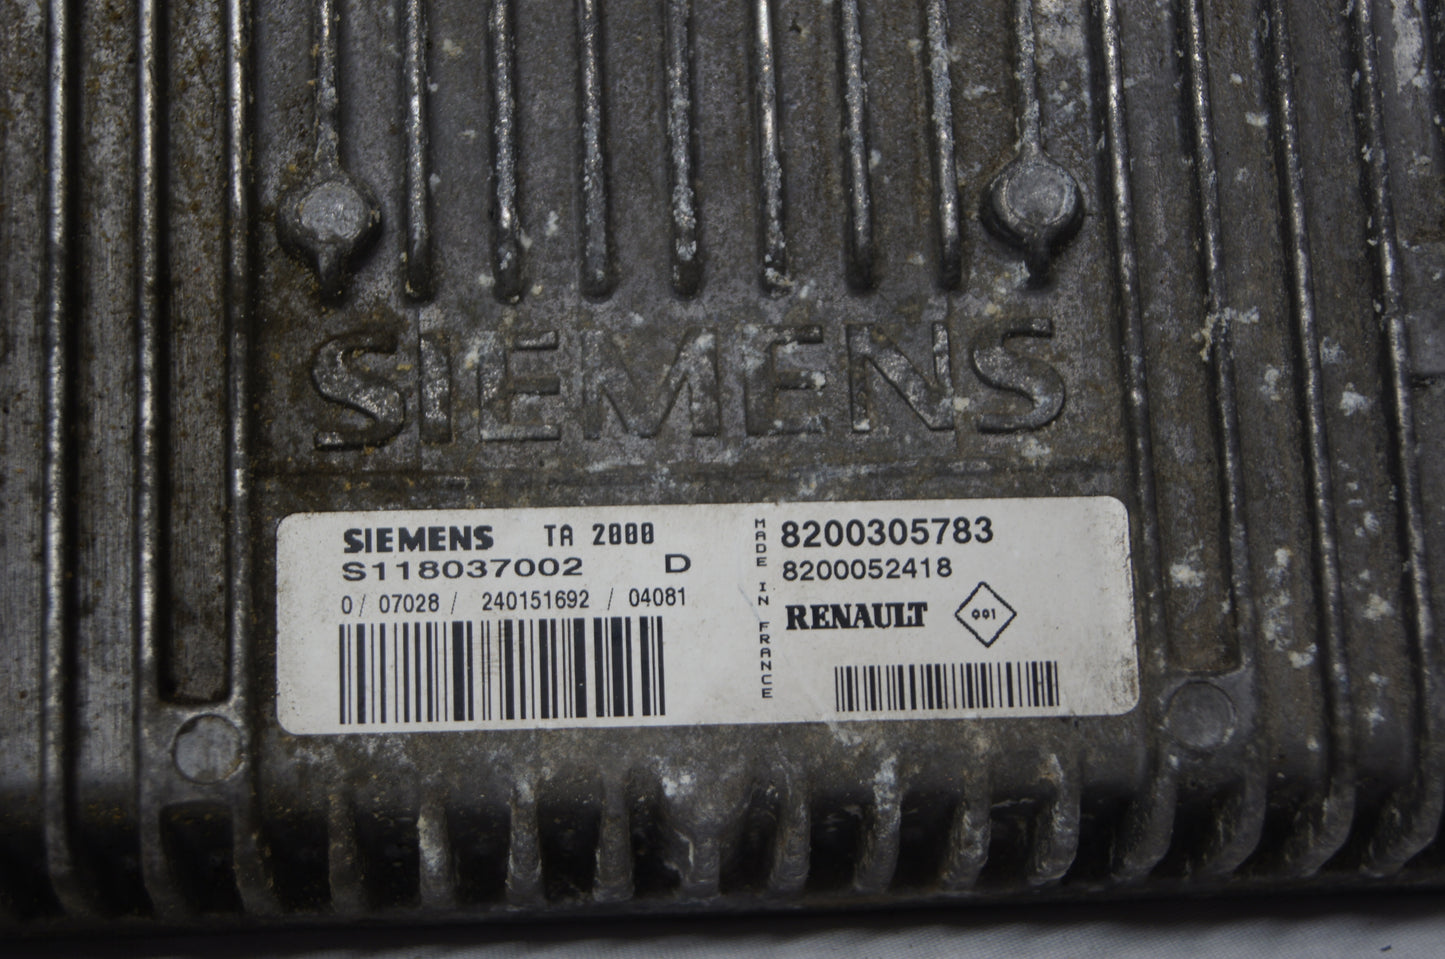 SIEMENS
SIEMENS TA 2000
S118037002 D
0/ 07028 / 240151692 / 04081
MADE IN FRANCE
8200305783
8200052418
RENAULT 001